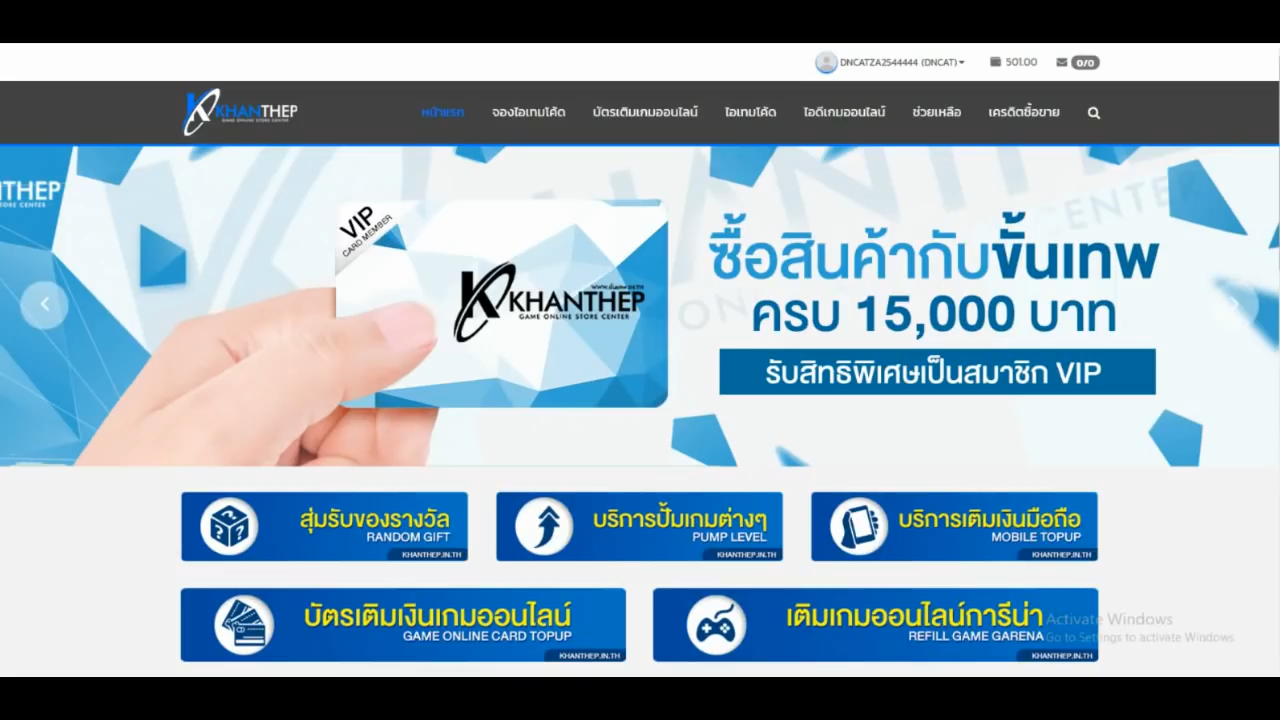 DNCATZA2544444 (DNCAT)
501.00
0/0
KHANTHEP
GAME ONLINE STORE CENTER
หน้าแรก
จองไอเทมโค้ด
บัตรเติมเกมออนไลน์
ไอเทมโค้ด
ไอดีเกมออนไลน์
ช่วยเหลือ
เครดิตซื้อขาย
NTHEP
STORE CENTER
VIP
CARD MEMBER
KHANTHEP
GAME ONLINE STORE CENTER
ซื้อสินค้ากับขั้นเทพ
ครบ 15,000 บาท
รับสิทธิพิเศษเป็นสมาชิก VIP
สุ่มรับของรางวัล
RANDOM GIFT
KHANTHEP.IN.TH
บริการปั้มเกมต่างๆ
PUMP LEVEL
KHANTHEP.IN.TH
บริการเติมเงินมือถือ
MOBILE TOPUP
KHANTHEP.IN.TH
บัตรเติมเงินเกมออนไลน์
GAME ONLINE CARD TOPUP
KHANTHEP.IN.TH
เติมเกมออนไลน์การีน่า
REFILL GAME GARENA
KHANTHEP.IN.TH
Activate Windows
Go to Settings to activate Windows.